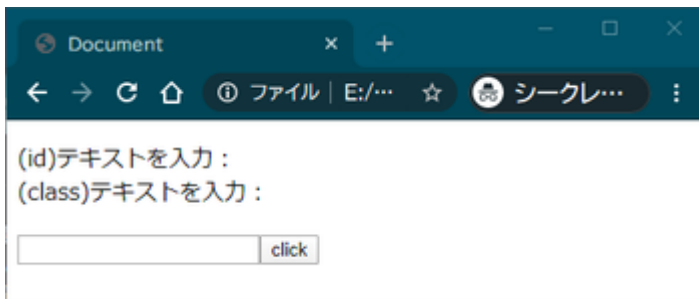 Document
ファイル | E:/… シークレ…
(id)テキストを入力：
(class)テキストを入力：
click